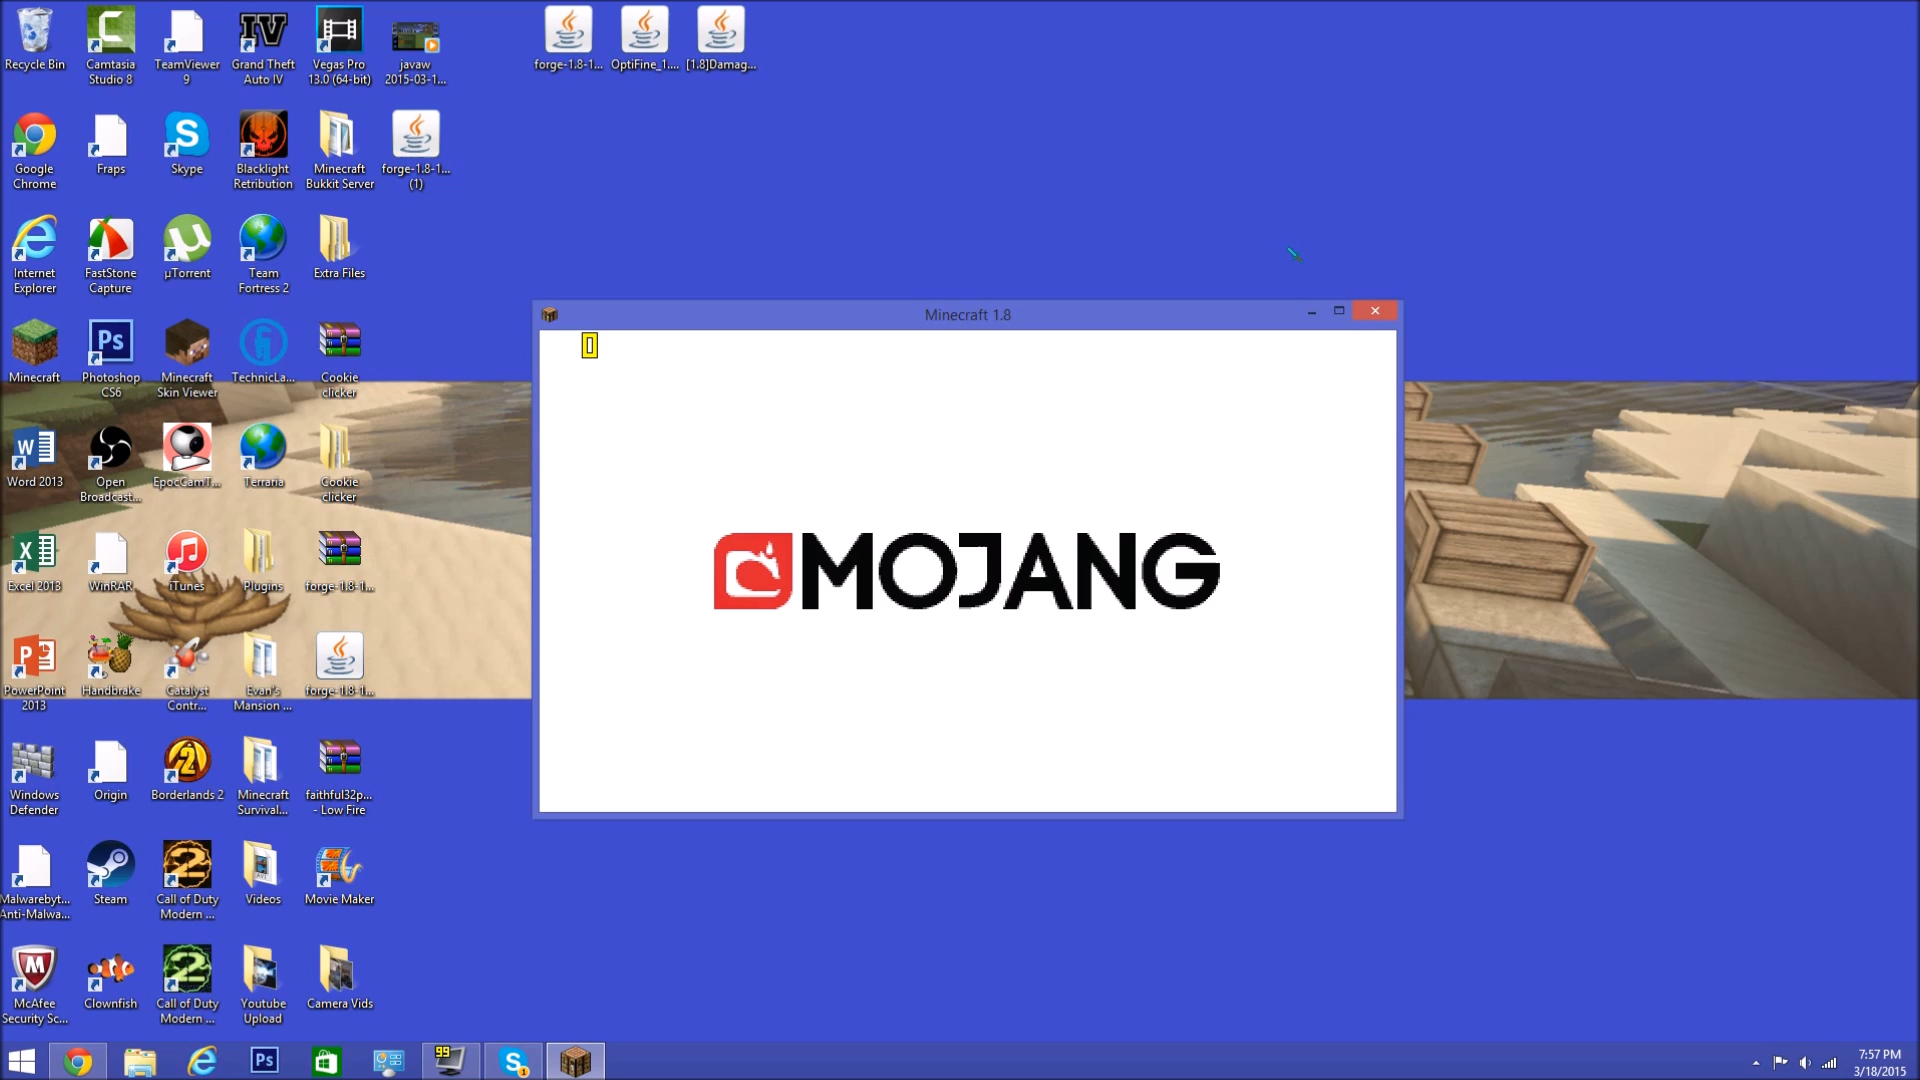 Recycle Bin
Camtasia
Studio 8
TeamViewer
9
IV
Grand Theft
Auto IV
Vegas Pro
13.0 (64-bit)
javaw
2015-03-1...
forge-1.8-1...
OptiFine_1....
[1.8]Damag...
Google
Chrome
Fraps
Skype
Blacklight
Retribution
Minecraft
Bukkit Server
forge-1.8-1...
(1)
Internet
Explorer
FastStone
Capture
µTorrent
Team
Fortress 2
Extra Files
Minecraft 1.8
MOJANG
Minecraft
Ps
Photoshop
CS6
Minecraft
Skin Viewer
TechnicLa...
Cookie
clicker
Word 2013
Open
Broadcast...
EpocCamT...
Terraria
Cookie
clicker
Excel 2013
WinRAR
iTunes
Plugins
forge-1.8-1...
PowerPoint
2013
Handbrake
Catalyst
Contr...
Evan's
Mansion ...
forge-1.8-1...
Windows
Defender
Origin
Borderlands 2
Minecraft
Survival...
faithful32p...
- Low Fire
Malwarebyt...
Anti-Malwa...
Steam
Call of Duty
Modern ...
Videos
Movie Maker
McAfee
Security Sc...
Clownfish
Call of Duty
Modern ...
Youtube
Upload
Camera Vids
Ps
99
1
7:57 PM
3/18/2015